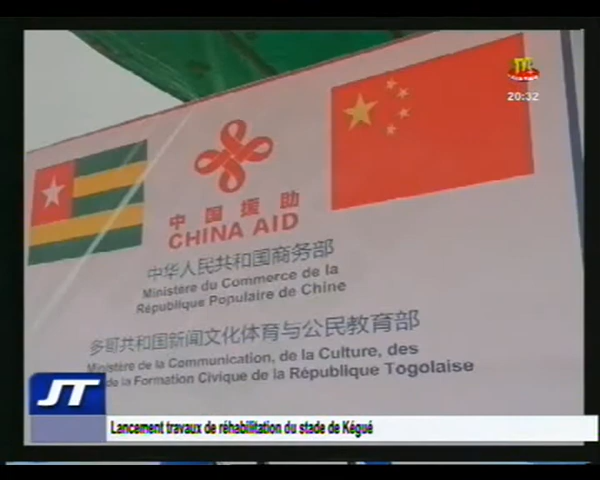 20:32
中国援助
CHINA AID
中华人民共和国商务部
Ministère du Commerce de la
République Populaire de Chine
多哥共和国新闻文化体育与公民教育部
Ministère de la Communication, de la Culture, des
de la Formation Civique de la République Togolaise
JT
Lancement travaux de réhabilitation du stade de Kégué